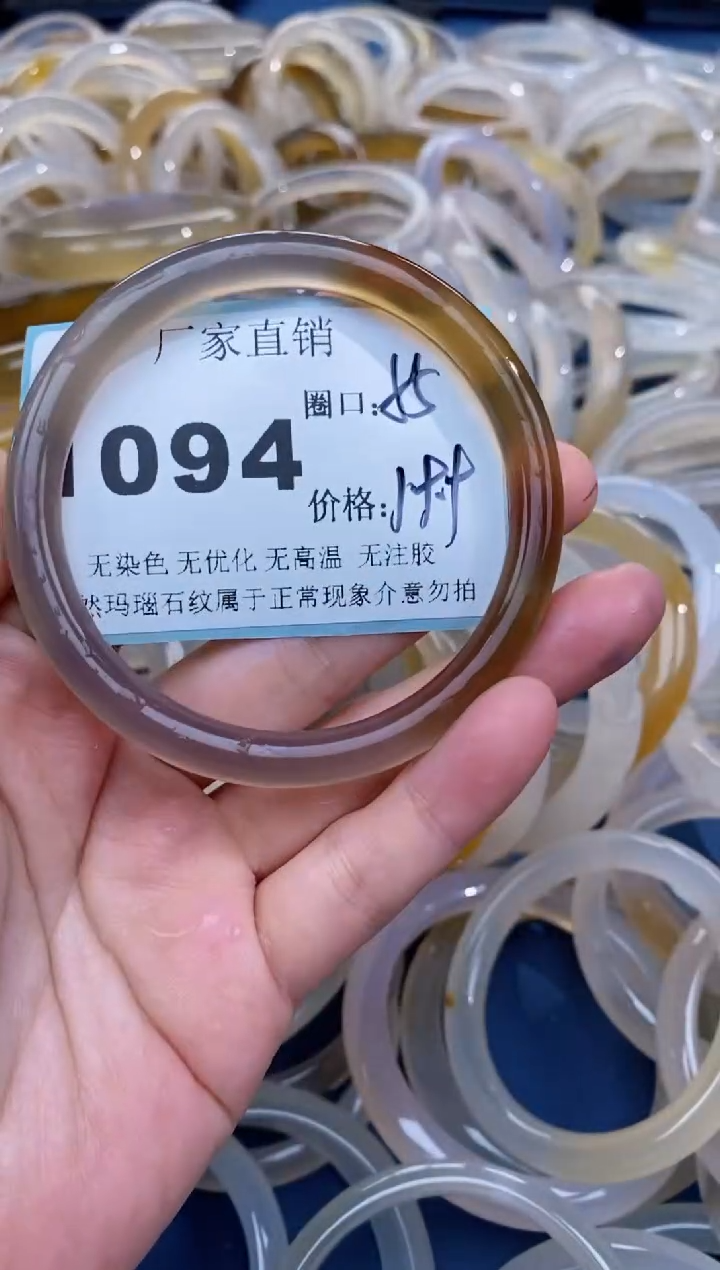 厂家直销
圈口:
1094
价格:
无染色 无优化 无高温 无注胶
然玛瑙石纹属于正常现象介意勿拍